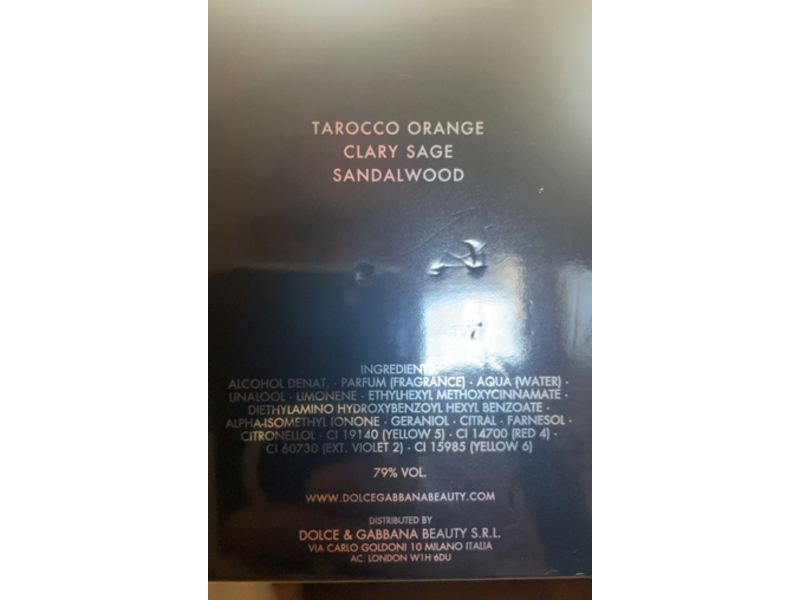 TAROCCO ORANGE
CLARY SAGE
SANDALWOOD
INGREDIENTS:
ALCOHOL DENAT. · PARFUM (FRAGRANCE) · AQUA (WATER) ·
LINALOOL · LIMONENE · ETHYLHEXYL METHOXYCINNAMATE ·
DIETHYLAMINO HYDROXYBENZOYL HEXYL BENZOATE ·
ALPHA-ISOMETHYL IONONE · GERANIOL · CITRAL · FARNESOL ·
CITRONELLOL · CI 19140 (YELLOW 5) · CI 14700 (RED 4) ·
CI 60730 (EXT. VIOLET 2) · CI 15985 (YELLOW 6)
79% VOL.
WWW.DOLCEGABBANABEAUTY.COM
DISTRIBUTED BY
DOLCE & GABBANA BEAUTY S.R.L.
VIA CARLO GOLDONI 10 MILANO ITALIA
AC. LONDON W1H 6DU